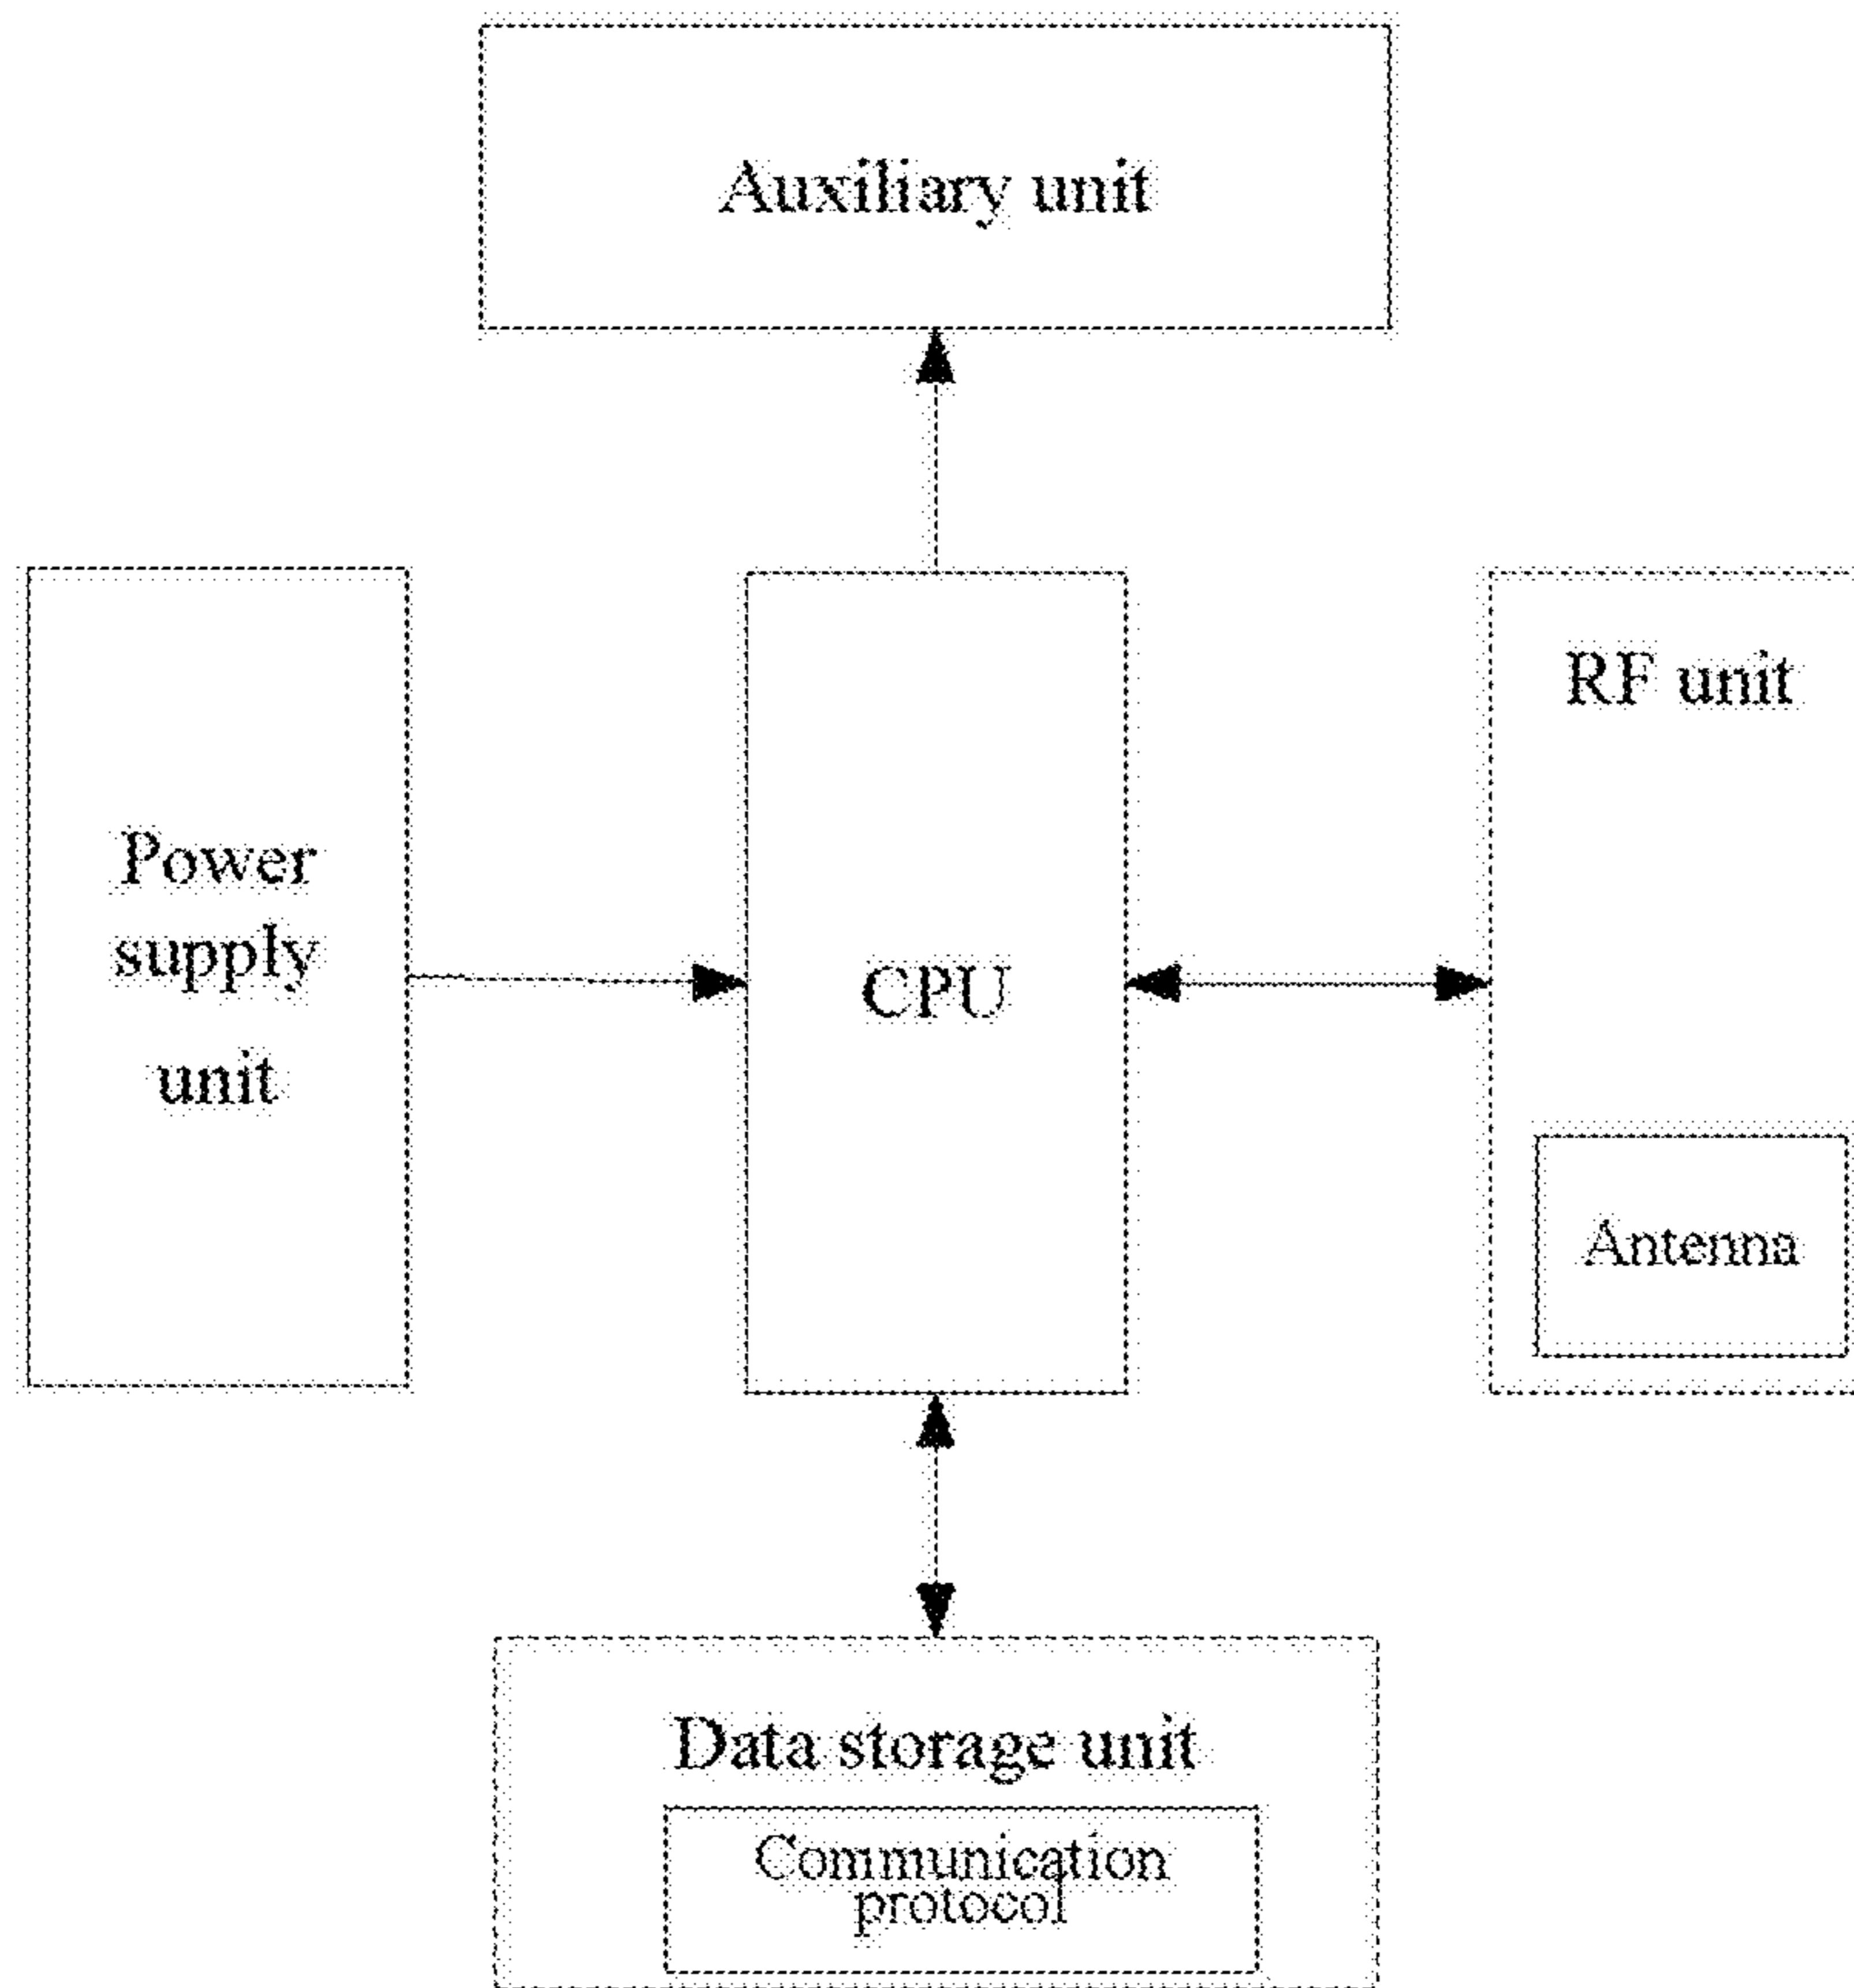 Auxiliary unit
RF unit
Power
supply
unit
CPU
Antenna
Data storage unit
Communication
protocol